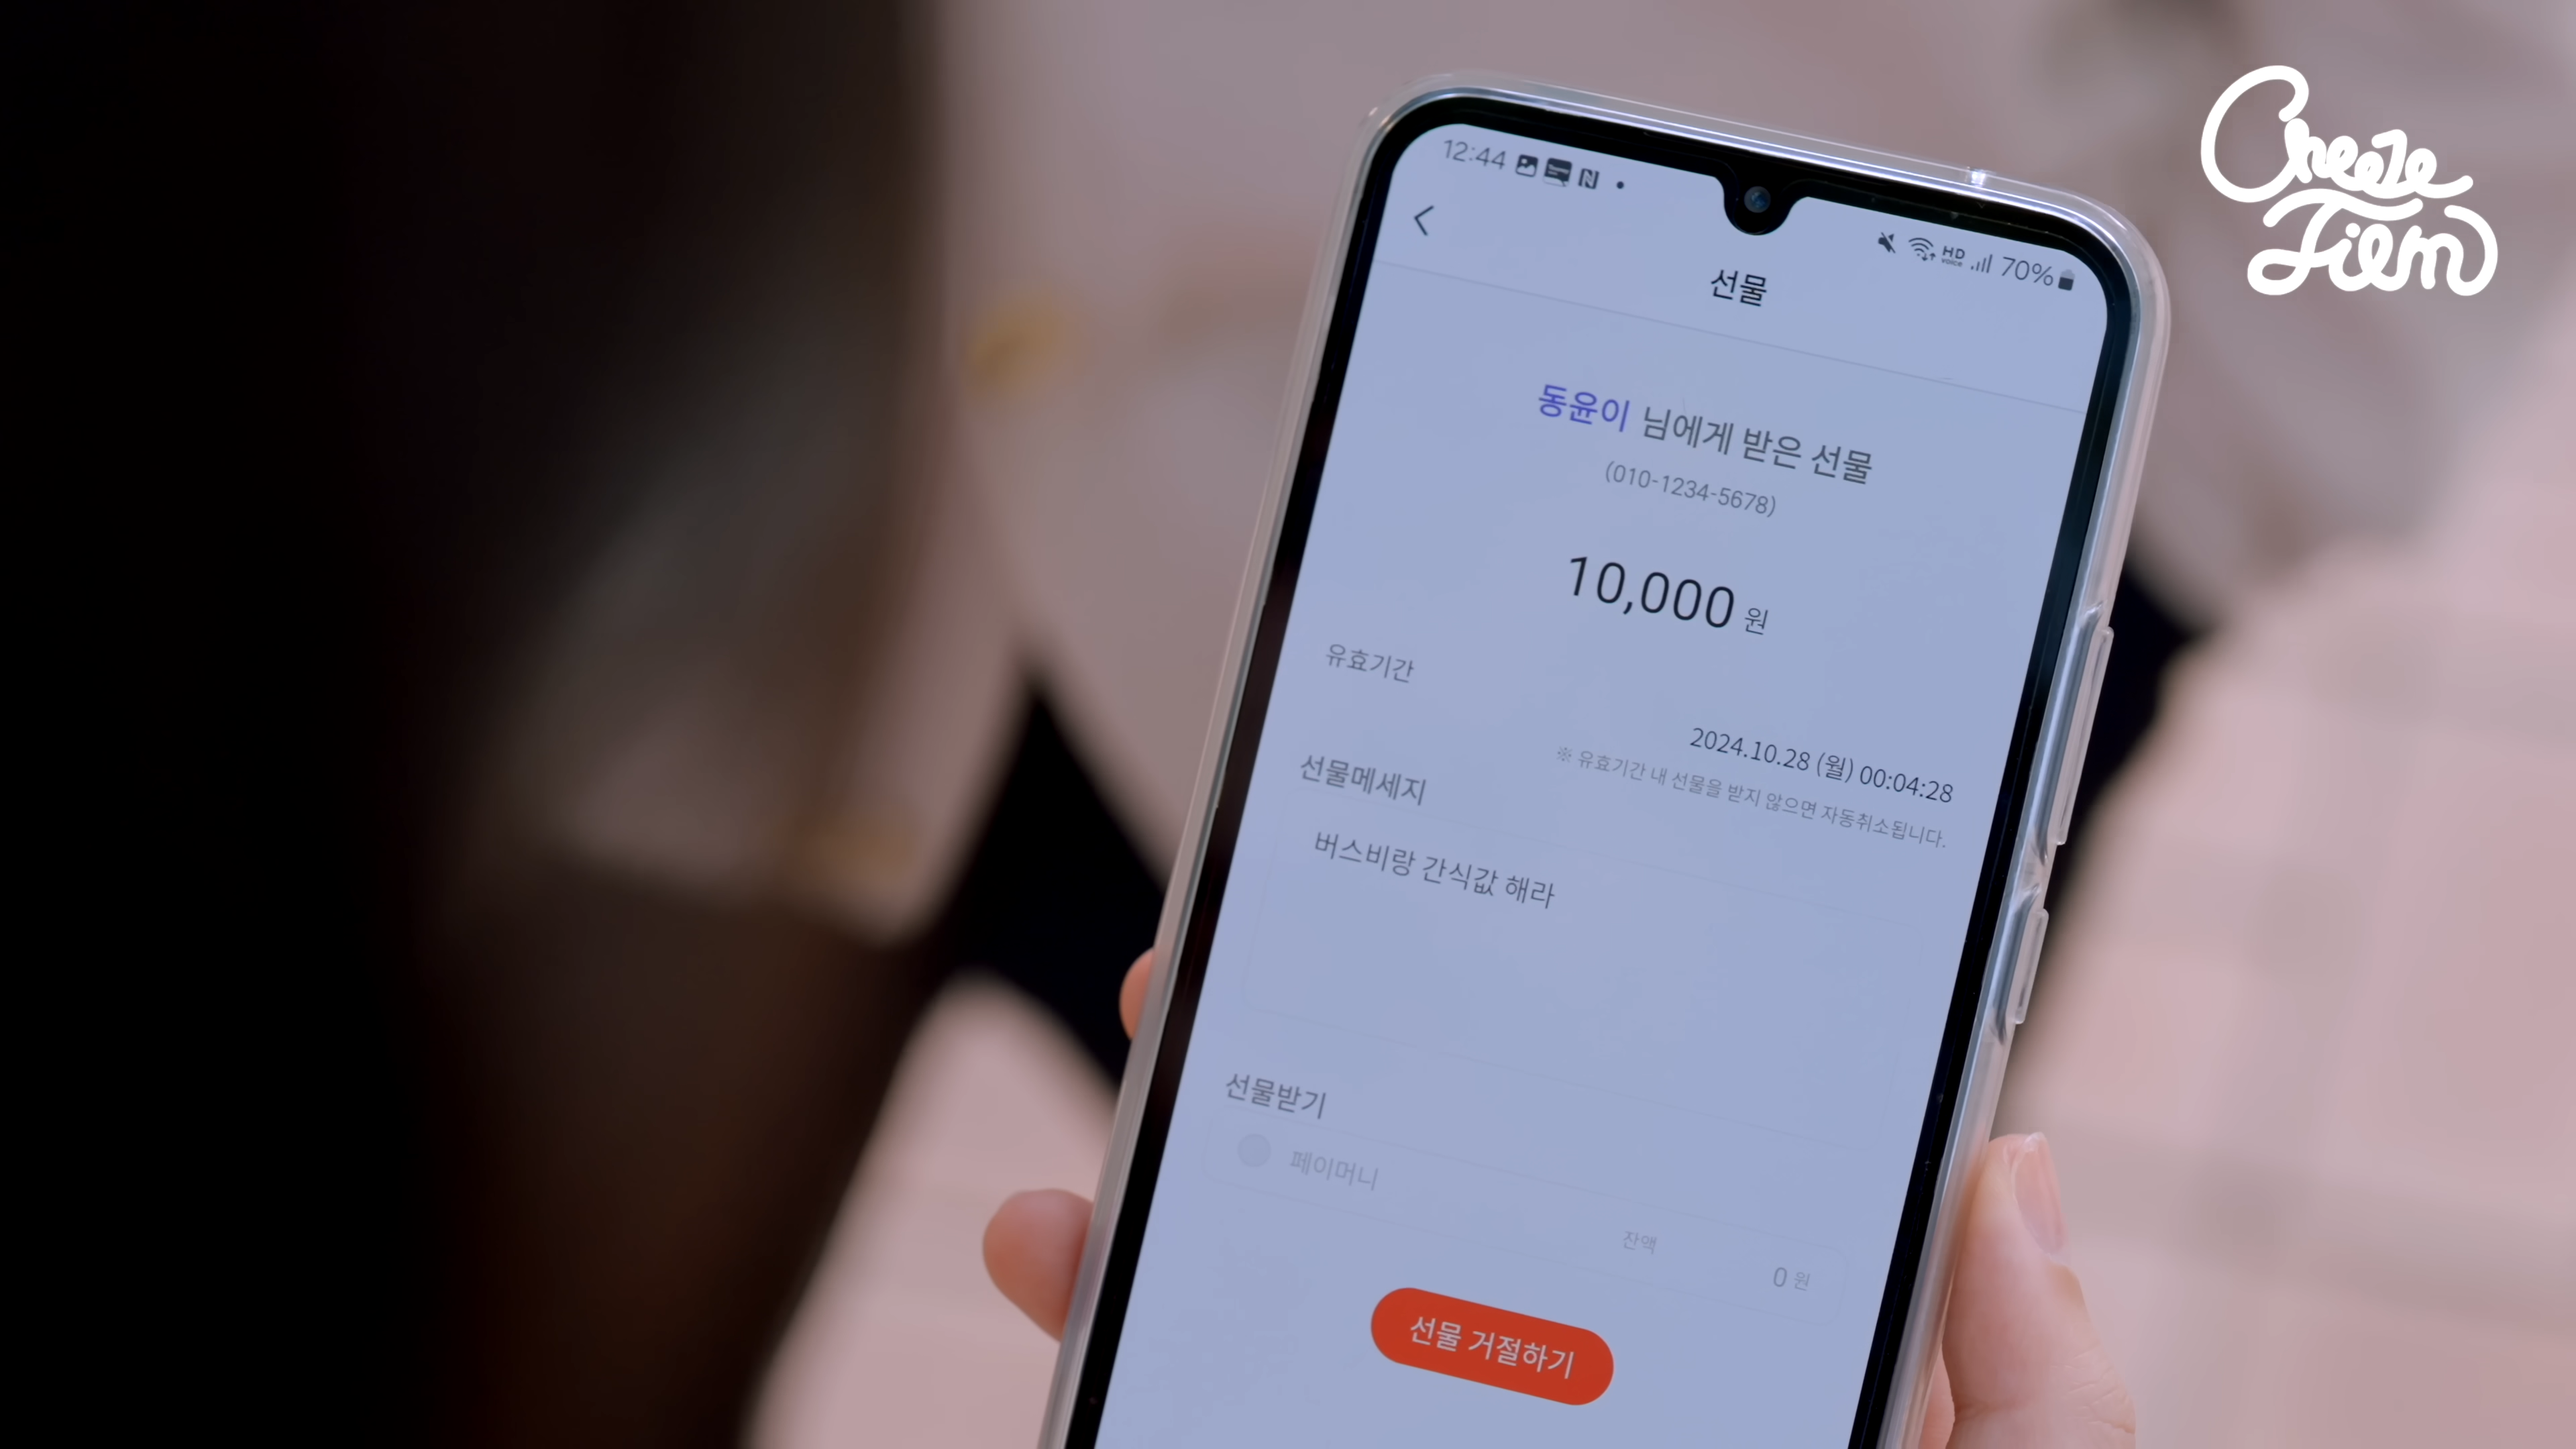 Cheeze
Film
12:44
HD
voice
70%
선물
동윤이 님에게 받은 선물
(010-1234-5678)
10,000 원
유효기간
2024.10.28 (월) 00:04:28
※ 유효기간 내 선물을 받지 않으면 자동취소됩니다.
선물메세지
버스비랑 간식값 해라
선물받기
페이머니
잔액
0 원
선물 거절하기